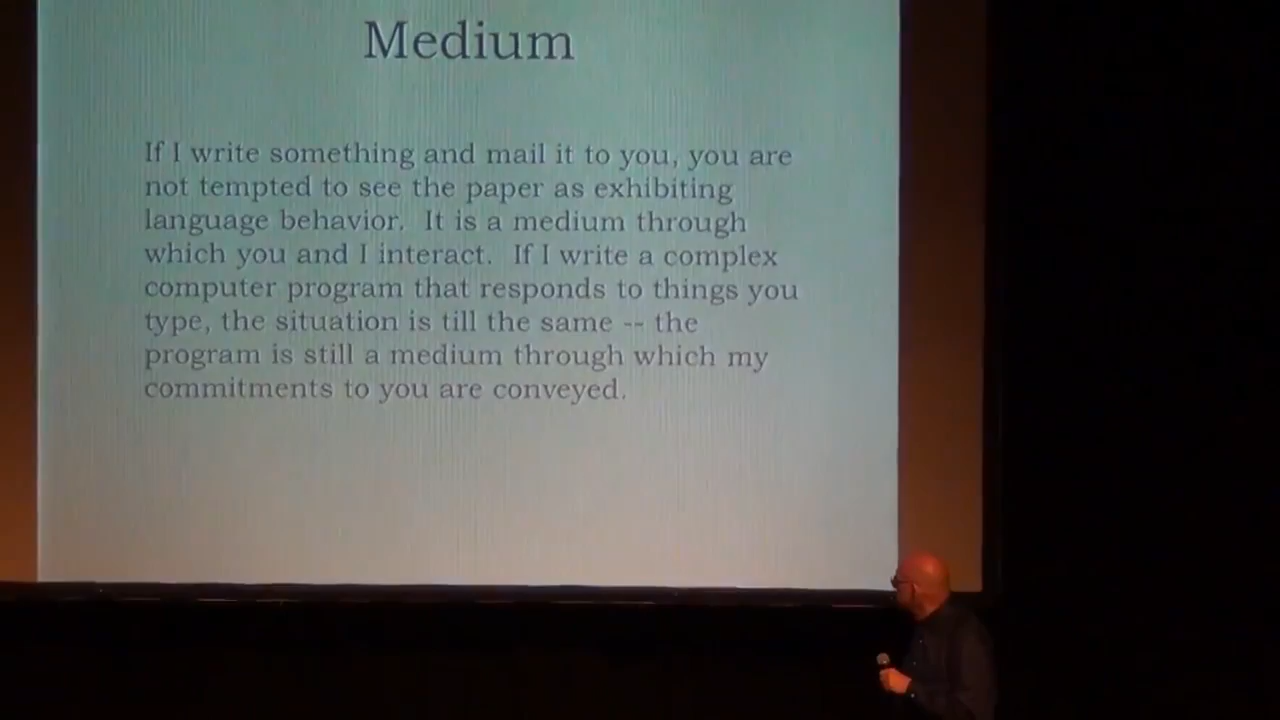 Medium
If I write something and mail it to you, you are
not tempted to see the paper as exhibiting
language behavior.  It is a medium through
which you and I interact.  If I write a complex
computer program that responds to things you
type, the situation is till the same -- the
program is still a medium through which my
commitments to you are conveyed.